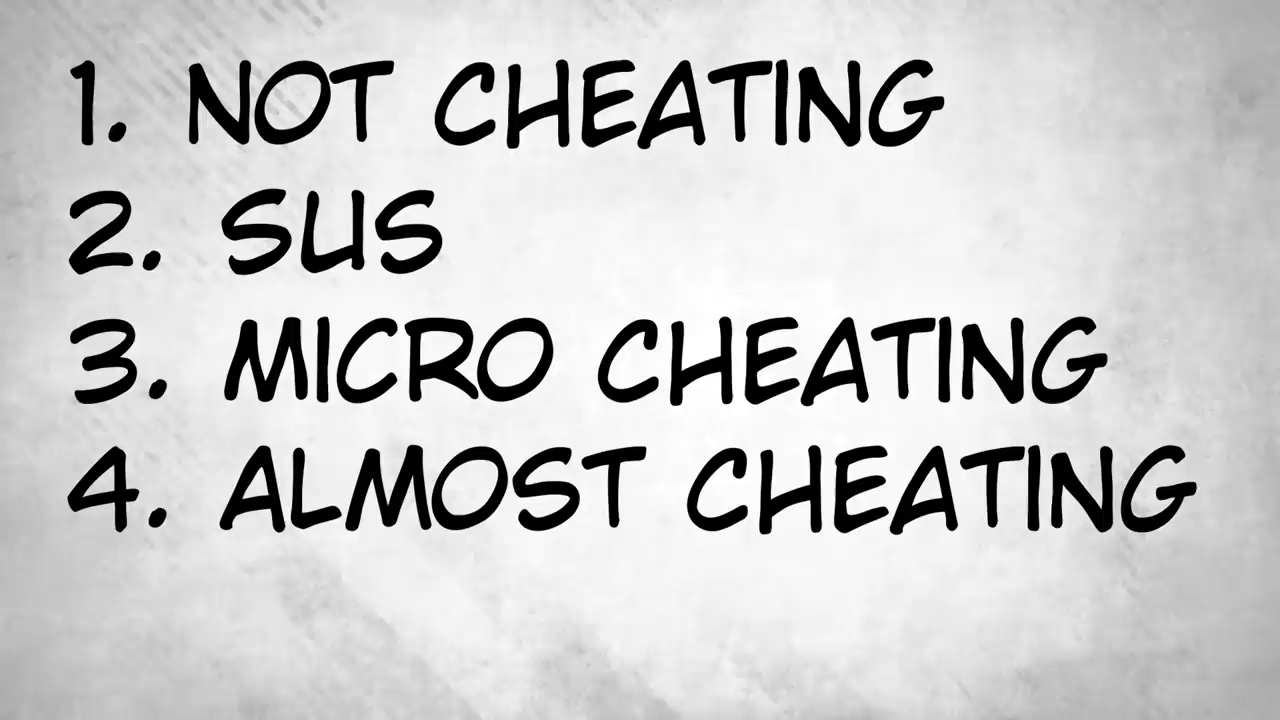 1. NOT CHEATING
2. SUS
3. MICRO CHEATING
4. ALMOST CHEATING